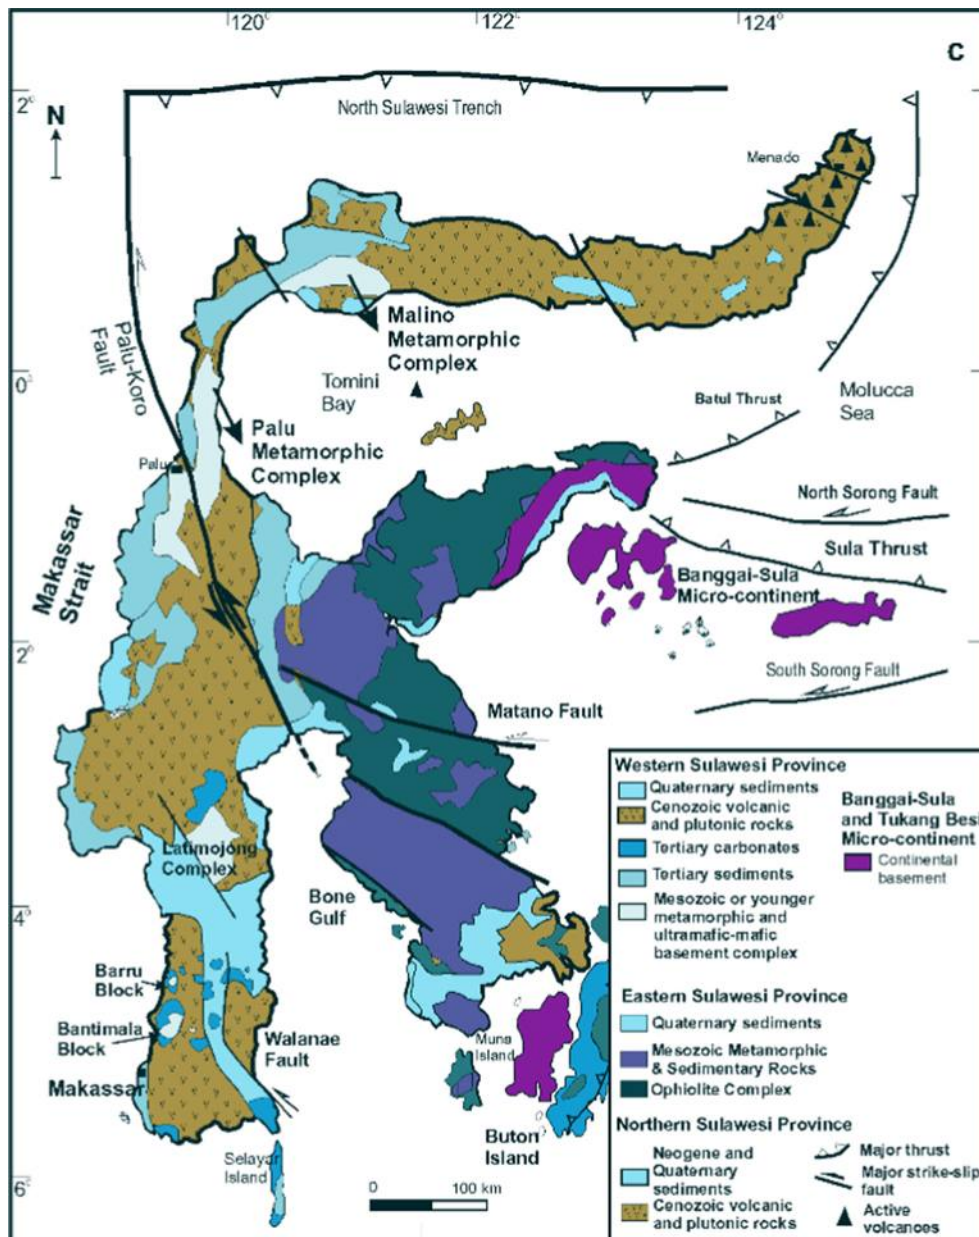 120°
122°
124°
C
2°
N
North Sulawesi Trench
Menado
Malino
Metamorphic
Complex
Palu-Koro
Fault
0°
Tomini
Bay
Molucca
Sea
Batul Thrust
Palu
Metamorphic
Complex
Palu
North Sorong Fault
Sula Thrust
Makassar
Strait
Banggai-Sula
Micro-continent
2°
South Sorong Fault
Matano Fault
Latimojong
Complex
Bone
Gulf
4°
Barru
Block
Bantimala
Block
Walanae
Fault
Makassar
Muna
Island
Buton
Island
Selayar
Island
6°
0 100 km
Western Sulawesi Province
Quaternary sediments
Cenozoic volcanic
and plutonic rocks
Tertiary carbonates
Tertiary sediments
Mesozoic or younger
metamorphic and
ultramafic-mafic
basement complex
Banggai-Sula
and Tukang Besi
Micro-continent
Continental
basement
Eastern Sulawesi Province
Quaternary sediments
Mesozoic Metamorphic
& Sedimentary Rocks
Ophiolite Complex
Northern Sulawesi Province
Neogene and
Quaternary
sediments
Cenozoic volcanic
and plutonic rocks
Major thrust
Major strike-slip
fault
Active
volcanoes